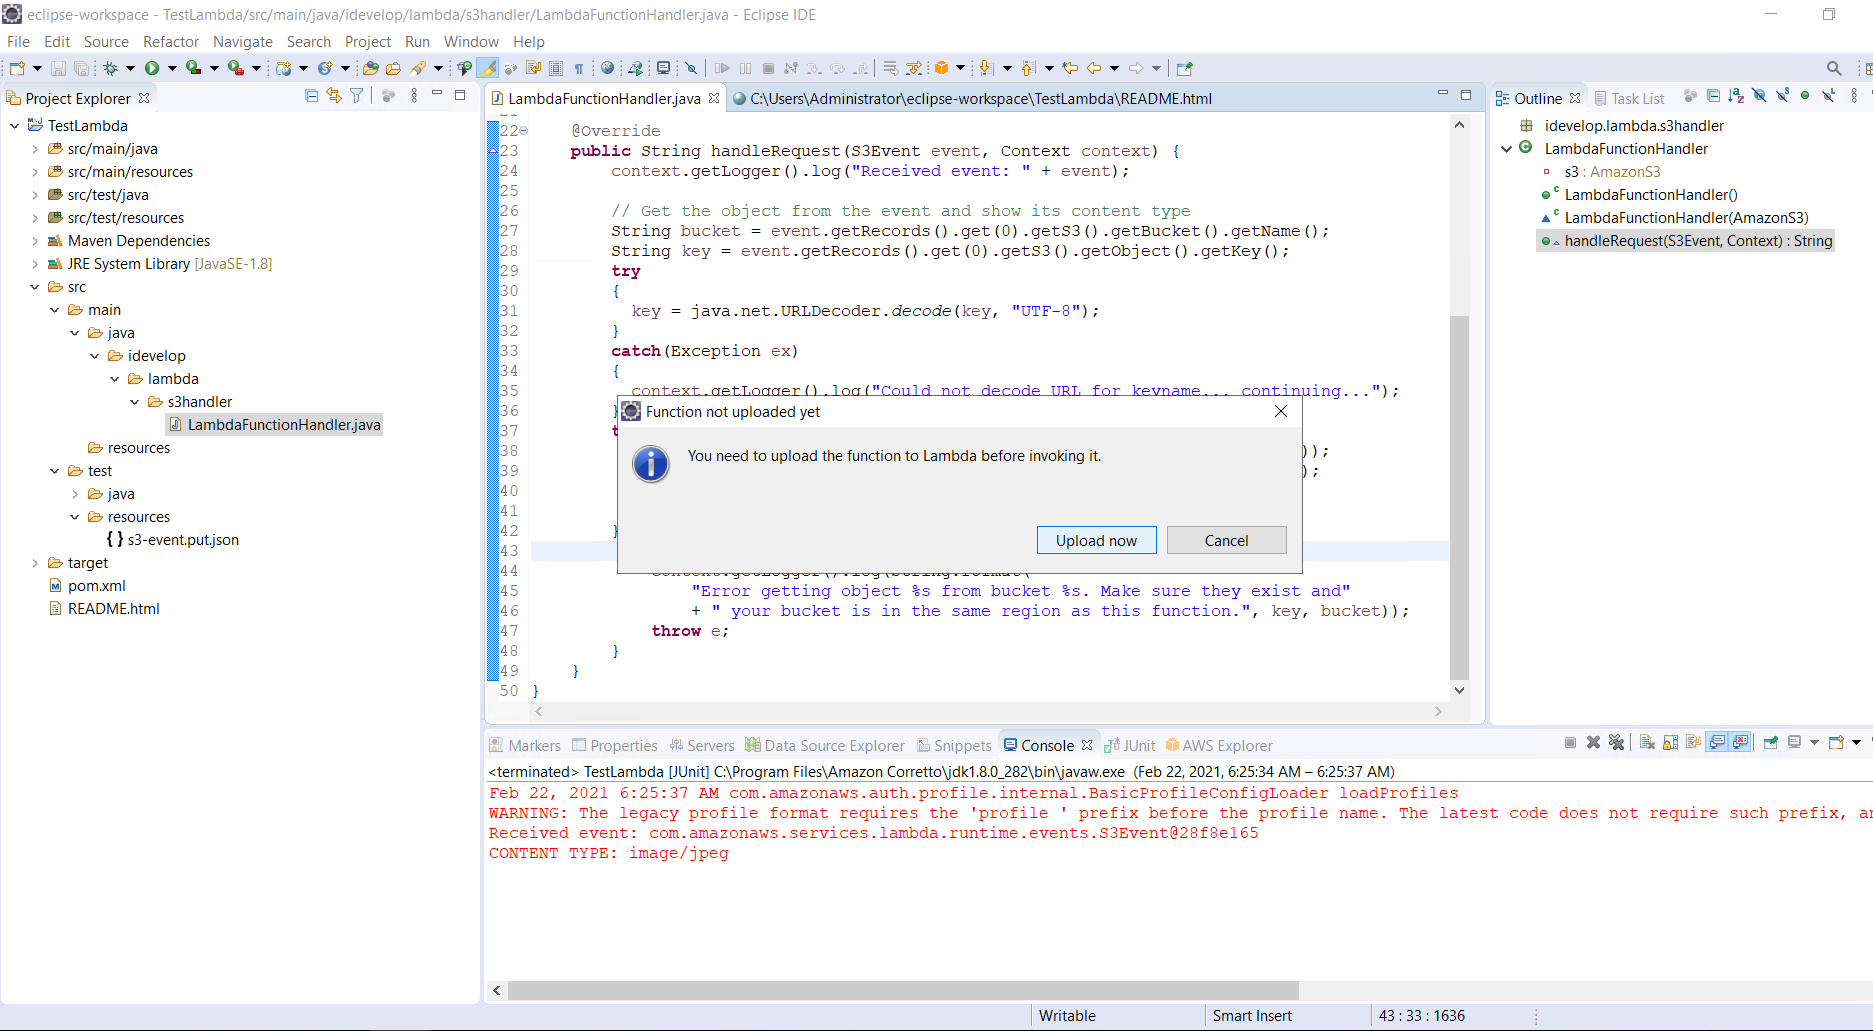 eclipse-workspace - TestLambda/src/main/java/idevelop/lambda/s3handler/LambdaFunctionHandler.java - Eclipse IDE
File Edit Source Refactor Navigate Search Project Run Window Help
Project Explorer
TestLambda
src/main/java
src/main/resources
src/test/java
src/test/resources
Maven Dependencies
JRE System Library [JavaSE-1.8]
src
main
java
idevelop
lambda
s3handler
LambdaFunctionHandler.java
resources
test
java
resources
s3-event.put.json
target
pom.xml
README.html
LambdaFunctionHandler.java C:\Users\Administrator\eclipse-workspace\TestLambda\README.html
22 @Override
23 public String handleRequest(S3Event event, Context context) {
24 context.getLogger().log("Received event: " + event);
25
26 // Get the object from the event and show its content type
27 String bucket = event.getRecords().get(0).getS3().getBucket().getName();
28 String key = event.getRecords().get(0).getS3().getObject().getKey();
29 try
30 {
31 key = java.net.URLDecoder.decode(key, "UTF-8");
32 }
33 catch(Exception ex)
34 {
35 context.getLogger().log("Could not decode URL for keyname... continuing...");
36 }
37 t
38 ));
39 );
40
41
42 }
43
44 context.getLogger().log(String.format(
45 "Error getting object %s from bucket %s. Make sure they exist and"
46 + " your bucket is in the same region as this function.", key, bucket));
47 throw e;
48 }
49 }
50 }
Function not uploaded yet
You need to upload the function to Lambda before invoking it.
Upload now Cancel
Outline Task List
idevelop.lambda.s3handler
LambdaFunctionHandler
s3 : AmazonS3
LambdaFunctionHandler()
LambdaFunctionHandler(AmazonS3)
handleRequest(S3Event, Context) : String
Markers Properties Servers Data Source Explorer Snippets Console JUnit AWS Explorer
<terminated> TestLambda [JUnit] C:\Program Files\Amazon Corretto\jdk1.8.0_282\bin\javaw.exe (Feb 22, 2021, 6:25:34 AM – 6:25:37 AM)
Feb 22, 2021 6:25:37 AM com.amazonaws.auth.profile.internal.BasicProfileConfigLoader loadProfiles
WARNING: The legacy profile format requires the 'profile ' prefix before the profile name. The latest code does not require such prefix, an
Received event: com.amazonaws.services.lambda.runtime.events.S3Event@28f8e165
CONTENT TYPE: image/jpeg
Writable Smart Insert 43 : 33 : 1636